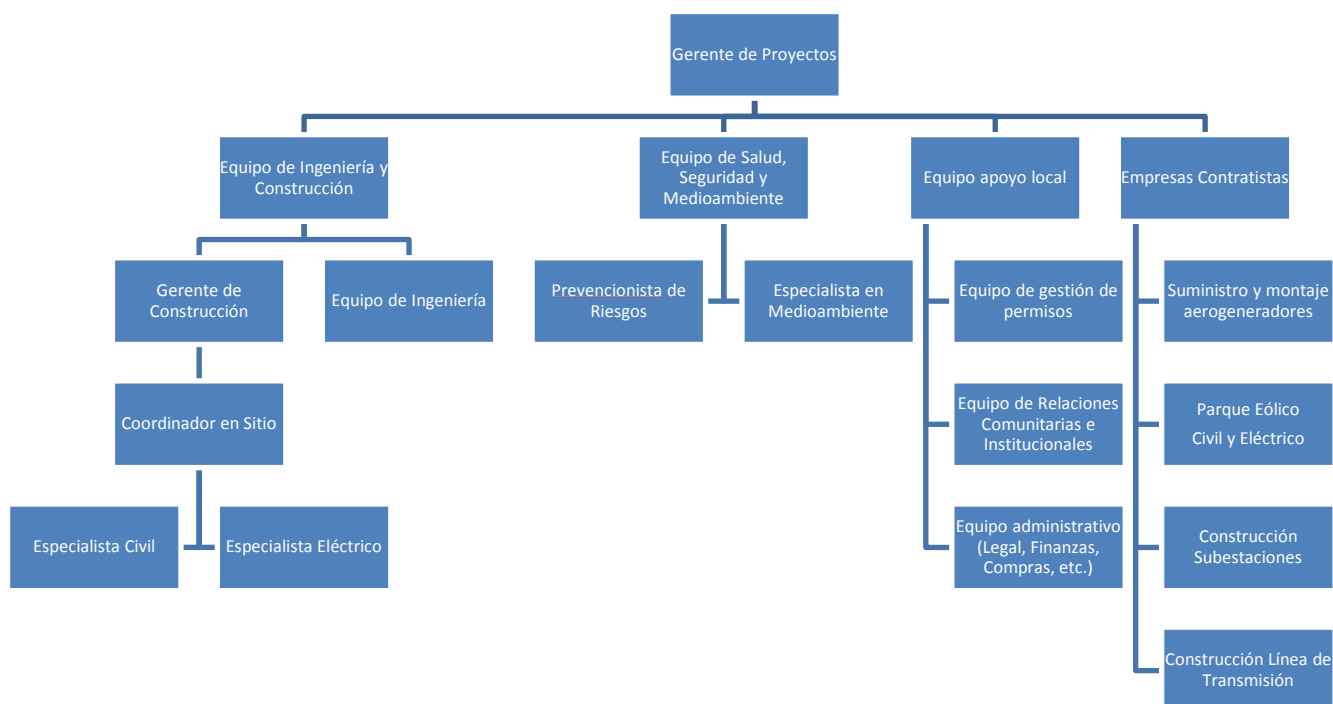 Gerente de Proyectos
Equipo de Ingeniería y
Construcción
Equipo de Salud,
Seguridad y
Medioambiente
Equipo apoyo local
Empresas Contratistas
Gerente de
Construcción
Equipo de Ingeniería
Prevencionista de
Riesgos
Especialista en
Medioambiente
Equipo de gestión de
permisos
Suministro y montaje
aerogeneradores
Coordinador en Sitio
Equipo de Relaciones
Comunitarias e
Institucionales
Parque Eólico
Civil y Eléctrico
Especialista Civil
Especialista Eléctrico
Equipo administrativo
(Legal, Finanzas,
Compras, etc.)
Construcción
Subestaciones
Construcción Línea de
Transmisión